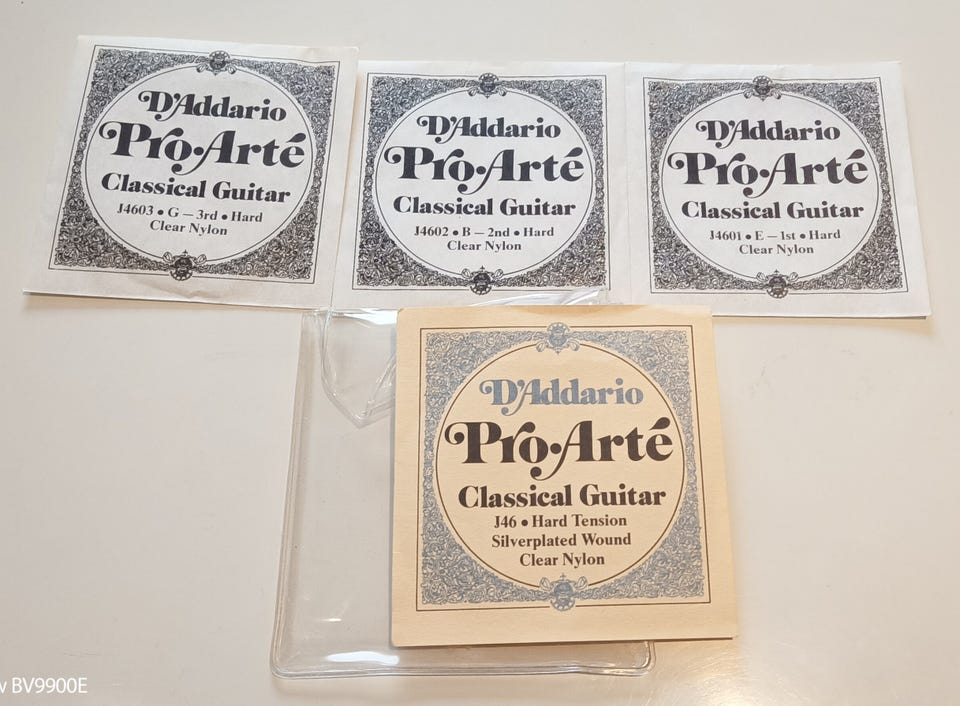 D'Addario
Pro·Arté
Classical Guitar
J4603 • G — 3rd • Hard
Clear Nylon
D'Addario
Pro·Arté
Classical Guitar
J4602 • B — 2nd • Hard
Clear Nylon
D'Addario
Pro·Arté
Classical Guitar
J4601 • E — 1st • Hard
Clear Nylon
D'Addario
Pro·Arté
Classical Guitar
J46 • Hard Tension
Silverplated Wound
Clear Nylon
BV9900E